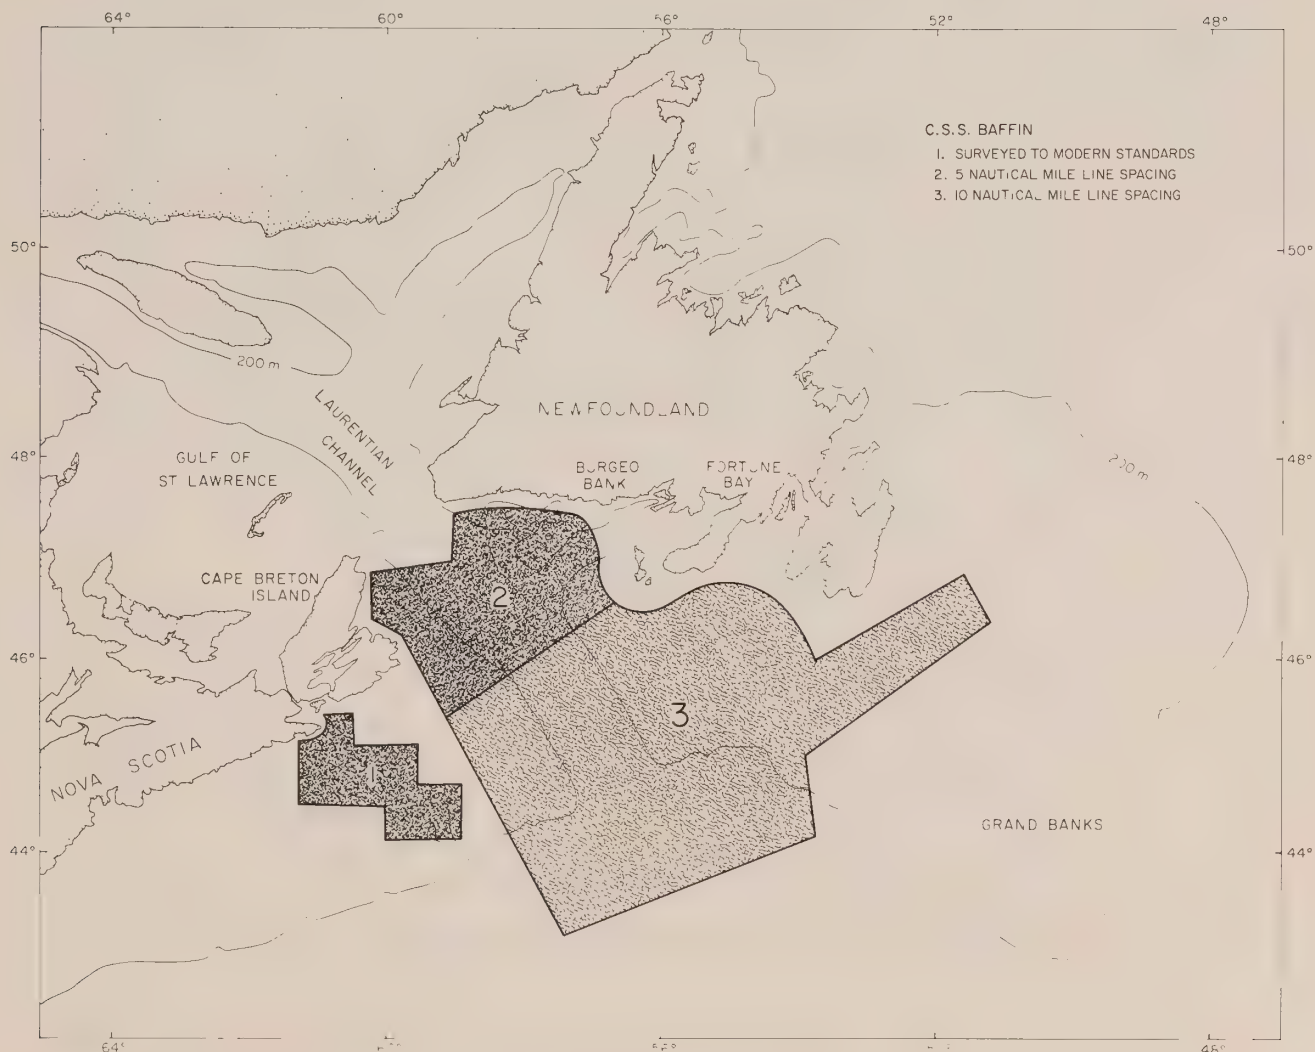 64° 60° 56° 52° 48°
C.S.S. BAFFIN
1. SURVEYED TO MODERN STANDARDS
2. 5 NAUTICAL MILE LINE SPACING
3. 10 NAUTICAL MILE LINE SPACING
50° 50°
200 m
LAURENTIAN
CHANNEL
NEWFOUNDLAND
48° 48°
GULF OF
ST LAWRENCE
BURGEO
BANK
FORTUNE
BAY
200 m
CAPE BRETON
ISLAND
2
46° 46°
3
NOVA SCOTIA
1
GRAND BANKS
44° 44°
64° 48°